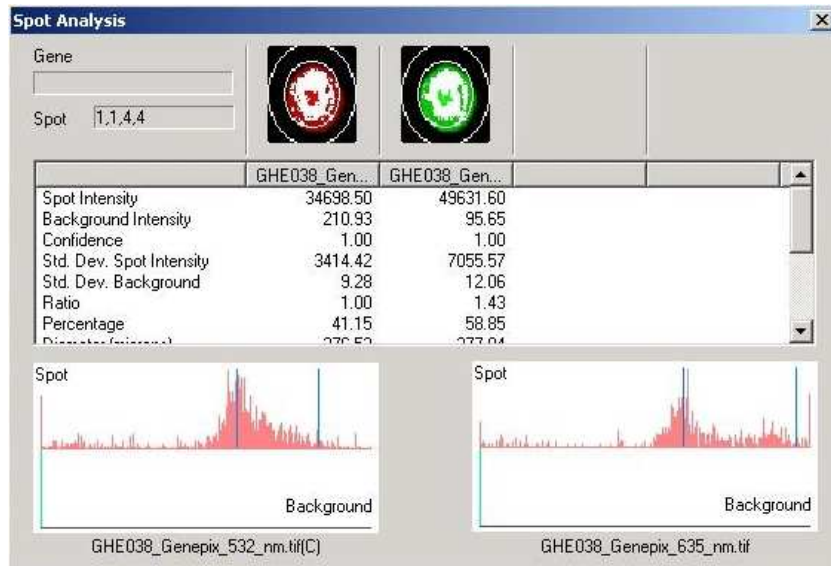 Spot Analysis
Gene
Spot 1,1,4,4
GHE038_Gen... GHE038_Gen...
Spot Intensity 34698.50 49631.60
Background Intensity 210.93 95.65
Confidence 1.00 1.00
Std. Dev. Spot Intensity 3414.42 7055.57
Std. Dev. Background 9.28 12.06
Ratio 1.00 1.43
Percentage 41.15 58.85
Spot Spot
Background Background
GHE038_Genepix_532_nm.tif(C) GHE038_Genepix_635_nm.tif